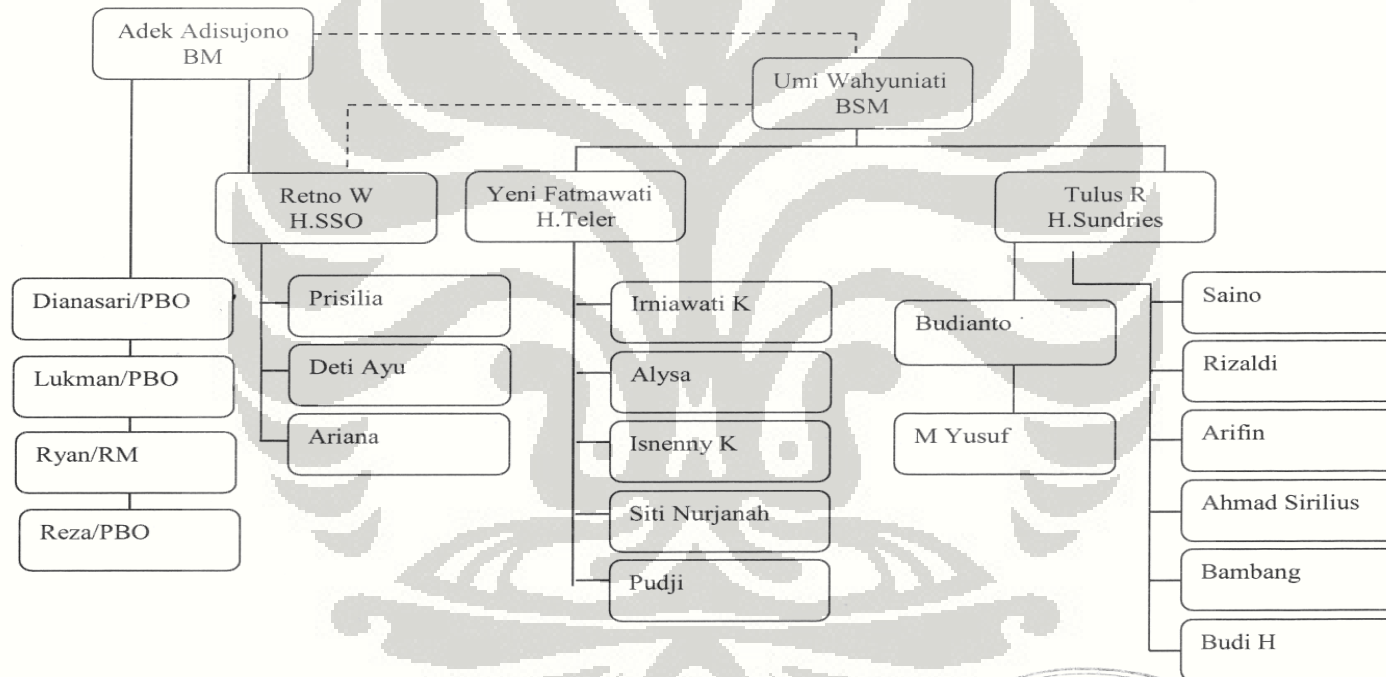 Adek Adisujono
BM
Umi Wahyuniati
BSM
Retno W
H.SSO
Yeni Fatmawati
H.Teler
Tulus R
H.Sundries
Dianasari/PBO
Lukman/PBO
Ryan/RM
Reza/PBO
Prisilia
Deti Ayu
Ariana
Irniawati K
Alysa
Isnenny K
Siti Nurjanah
Pudji
Budianto
M Yusuf
Saino
Rizaldi
Arifin
Ahmad Sirilius
Bambang
Budi H